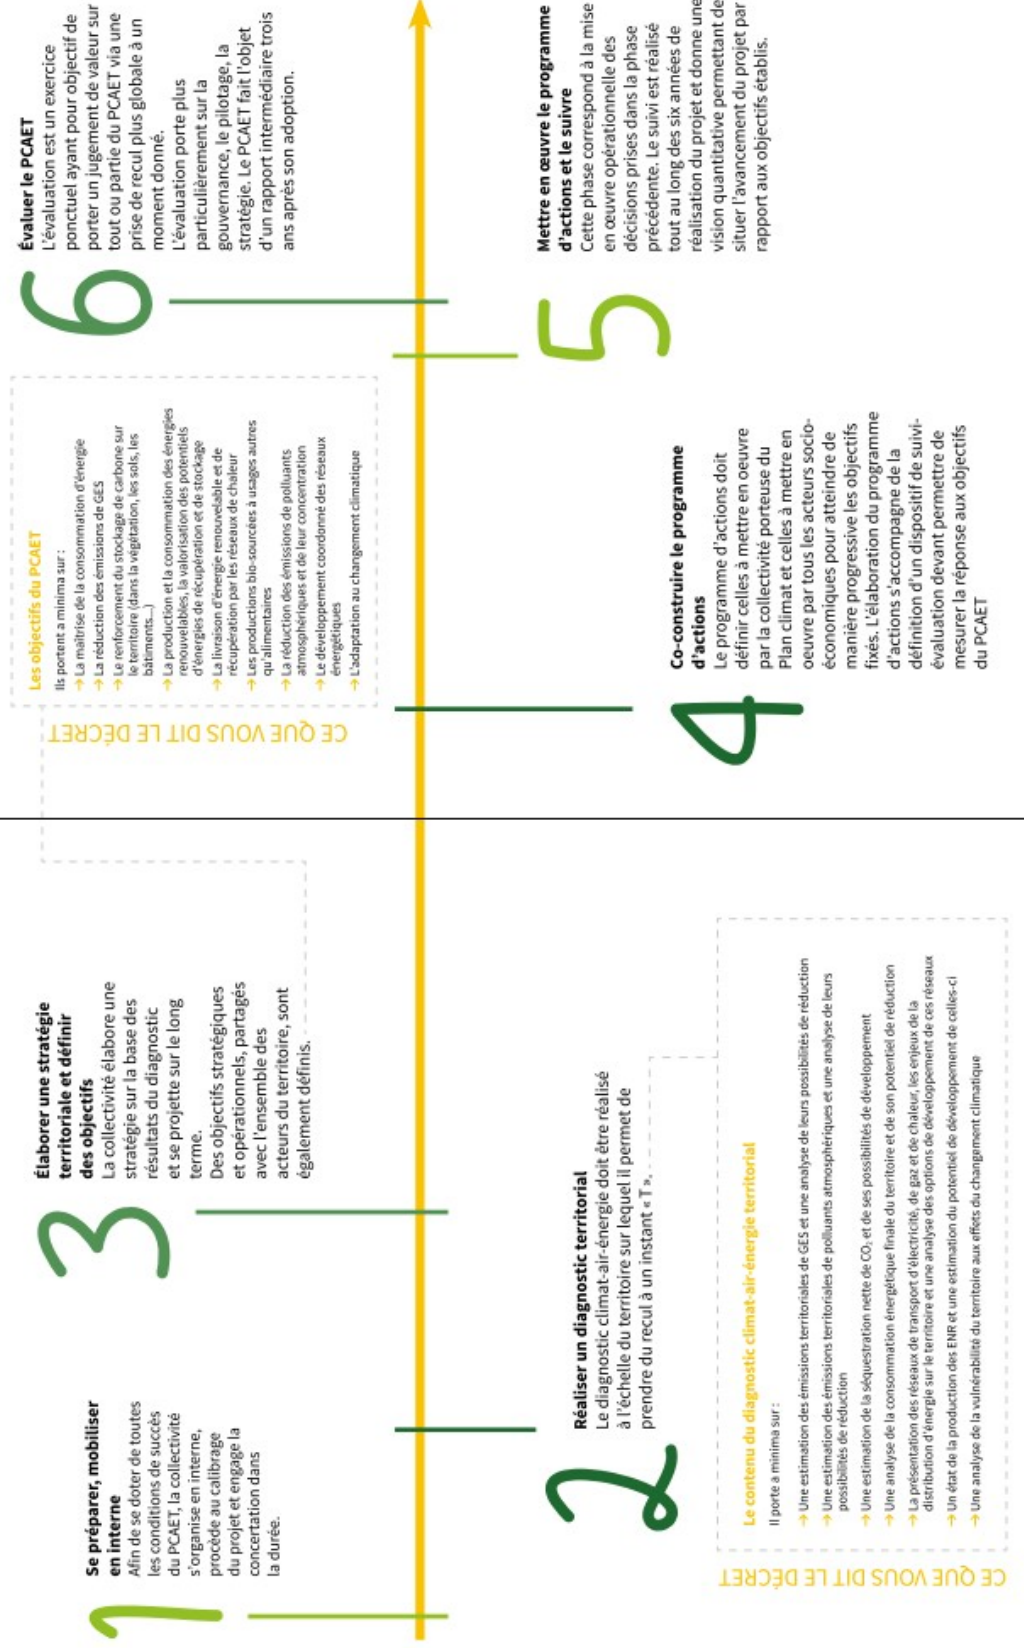 1
Se préparer, mobiliser
en interne
Afin de se doter de toutes
les conditions de succès
du PCAET, la collectivité
s'organise en interne,
procède au calibrage
du projet et engage la
concertation dans
la durée.
2
Réaliser un diagnostic territorial
Le diagnostic climat-air-énergie doit être réalisé
à l'échelle du territoire sur lequel il permet de
prendre du recul à un instant « T ».
CE QUE VOUS DIT LE DÉCRET
Le contenu du diagnostic climat-air-énergie territorial
Il porte a minima sur :
→ Une estimation des émissions territoriales de GES et une analyse de leurs possibilités de réduction
→ Une estimation des émissions territoriales de polluants atmosphériques et une analyse de leurs
possibilités de réduction
→ Une estimation de la séquestration nette de CO₂ et de ses possibilités de développement
→ Une analyse de la consommation énergétique finale du territoire et de son potentiel de réduction
→ La présentation des réseaux de transport d'électricité, de gaz et de chaleur, les enjeux de la
distribution d'énergie sur le territoire et une analyse des options de développement de ces réseaux
→ Un état de la production des ENR et une estimation du potentiel de développement de celles-ci
→ Une analyse de la vulnérabilité du territoire aux effets du changement climatique
3
Élaborer une stratégie
territoriale et définir
des objectifs
La collectivité élabore une
stratégie sur la base des
résultats du diagnostic
et se projette sur le long
terme.
Des objectifs stratégiques
et opérationnels, partagés
avec l'ensemble des
acteurs du territoire, sont
également définis.
CE QUE VOUS DIT LE DÉCRET
Les objectifs du PCAET
Ils portent a minima sur :
→ La maîtrise de la consommation d'énergie
→ La réduction des émissions de GES
→ Le renforcement du stockage de carbone sur
le territoire (dans la végétation, les sols, les
bâtiments...)
→ La production et la consommation des énergies
renouvelables, la valorisation des potentiels
d'énergies de récupération et de stockage
→ La livraison d'énergie renouvelable et de
récupération par les réseaux de chaleur
→ Les productions bio-sourcées à usages autres
qu'alimentaires
→ La réduction des émissions de polluants
atmosphériques et de leur concentration
→ Le développement coordonné des réseaux
énergétiques
→ L'adaptation au changement climatique
4
Co-construire le programme
d'actions
Le programme d'actions doit
définir celles à mettre en oeuvre
par la collectivité porteuse du
Plan climat et celles à mettre en
oeuvre par tous les acteurs socio-
économiques pour atteindre de
manière progressive les objectifs
fixés. L'élaboration du programme
d'actions s'accompagne de la
définition d'un dispositif de suivi-
évaluation devant permettre de
mesurer la réponse aux objectifs
du PCAET
5
Mettre en œuvre le programme
d'actions et le suivre
Cette phase correspond à la mise
en œuvre opérationnelle des
décisions prises dans la phase
précédente. Le suivi est réalisé
tout au long des six années de
réalisation du projet et donne une
vision quantitative permettant de
situer l'avancement du projet par
rapport aux objectifs établis.
6
Évaluer le PCAET
L'évaluation est un exercice
ponctuel ayant pour objectif de
porter un jugement de valeur sur
tout ou partie du PCAET via une
prise de recul plus globale à un
moment donné.
L'évaluation porte plus
particulièrement sur la
gouvernance, le pilotage, la
stratégie. Le PCAET fait l'objet
d'un rapport intermédiaire trois
ans après son adoption.